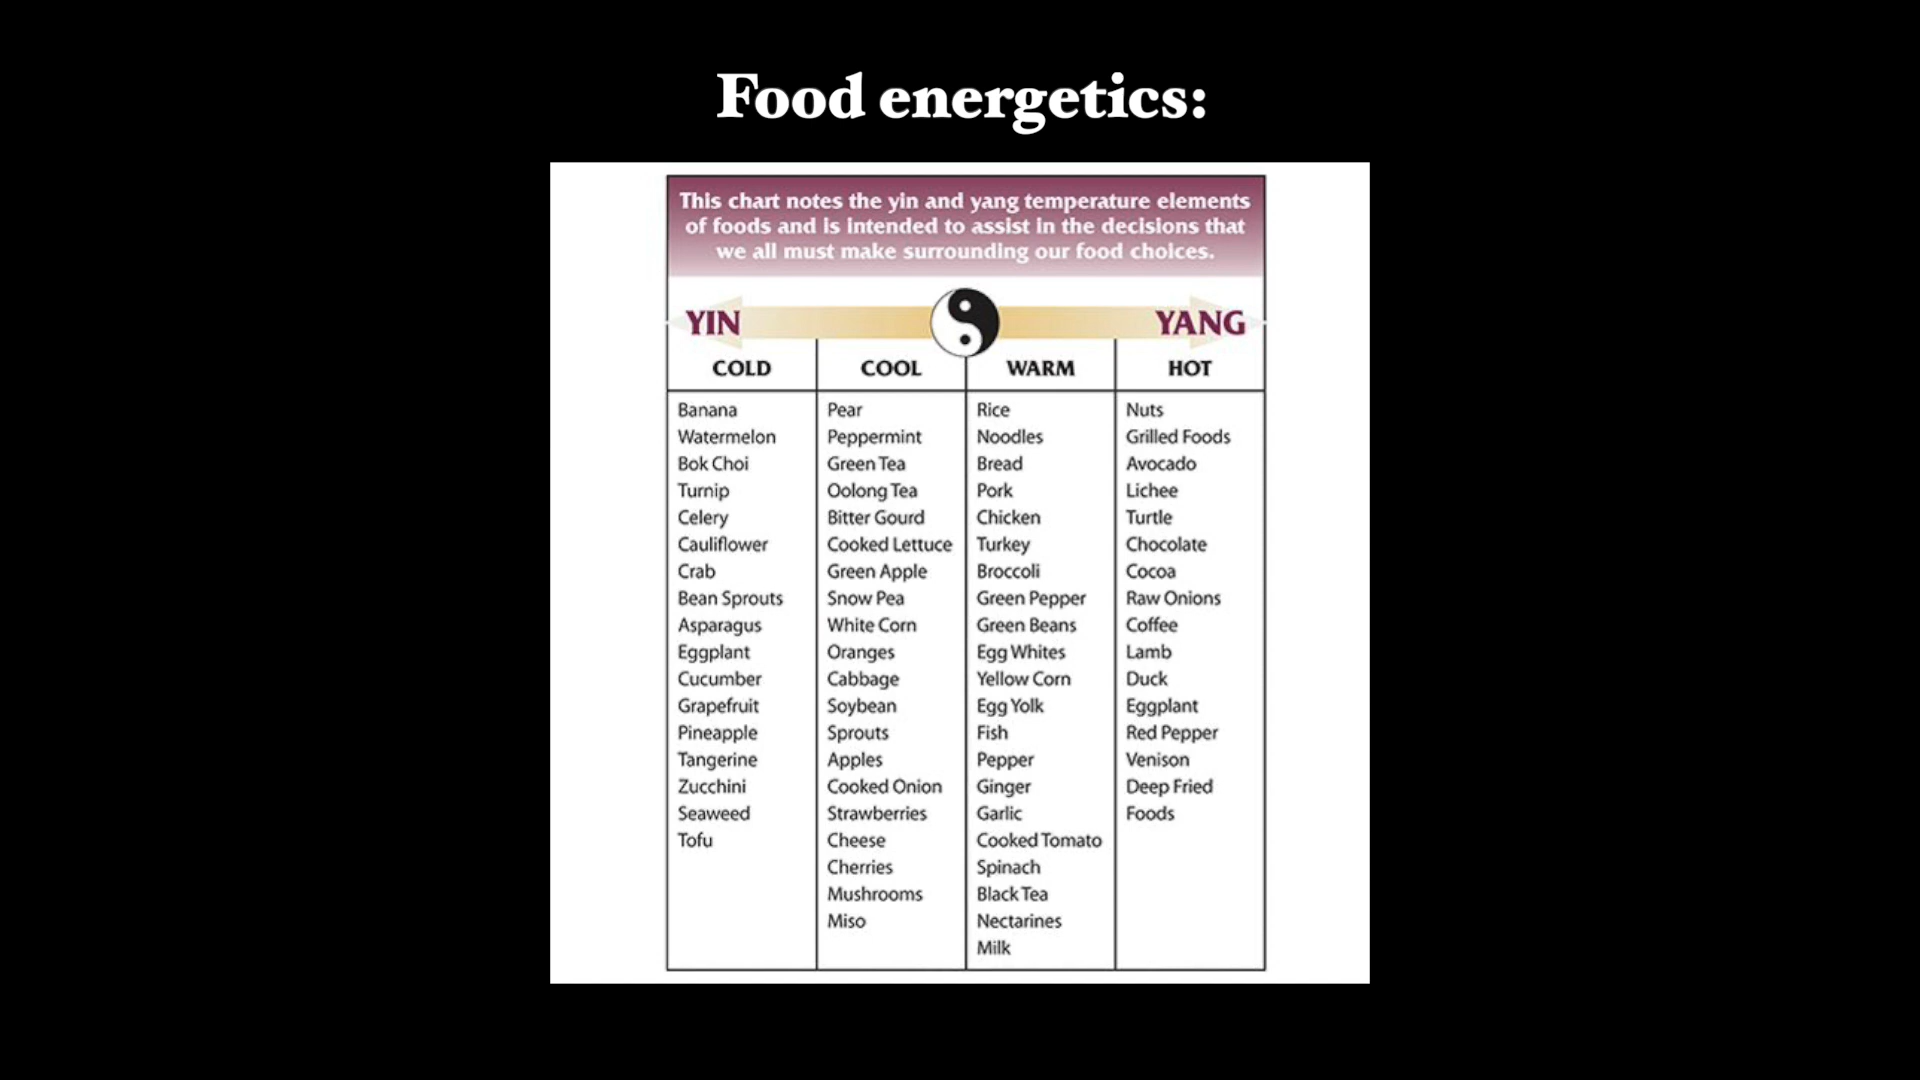 Food energetics:
This chart notes the yin and yang temperature elements
of foods and is intended to assist in the decisions that
we all must make surrounding our food choices.
YIN
YANG
COLD
COOL
WARM
HOT
Banana
Watermelon
Bok Choi
Turnip
Celery
Cauliflower
Crab
Bean Sprouts
Asparagus
Eggplant
Cucumber
Grapefruit
Pineapple
Tangerine
Zucchini
Seaweed
Tofu
Pear
Peppermint
Green Tea
Oolong Tea
Bitter Gourd
Cooked Lettuce
Green Apple
Snow Pea
White Corn
Oranges
Cabbage
Soybean
Sprouts
Apples
Cooked Onion
Strawberries
Cheese
Cherries
Mushrooms
Miso
Rice
Noodles
Bread
Pork
Chicken
Turkey
Broccoli
Green Pepper
Green Beans
Egg Whites
Yellow Corn
Egg Yolk
Fish
Pepper
Ginger
Garlic
Cooked Tomato
Spinach
Black Tea
Nectarines
Milk
Nuts
Grilled Foods
Avocado
Lichee
Turtle
Chocolate
Cocoa
Raw Onions
Coffee
Lamb
Duck
Eggplant
Red Pepper
Venison
Deep Fried
Foods